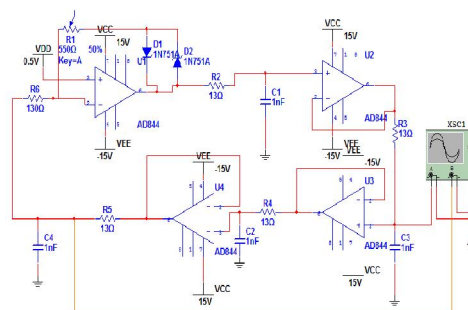 R1
550Ω
Key=A
50%
VCC
15V
D1
1N751A
D2
1N751A
U1
VDD
0.5V
R6
130Ω
AD844
VEE
-15V
R2
13Ω
C1
1nF
VCC
15V
U2
AD844
VEE
-15V
R3
13Ω
XSC1
VEE
-15V
U4
AD844
VCC
15V
R5
13Ω
C4
1nF
C2
1nF
R4
13Ω
VEE
-15V
U3
AD844
VCC
15V
C3
1nF